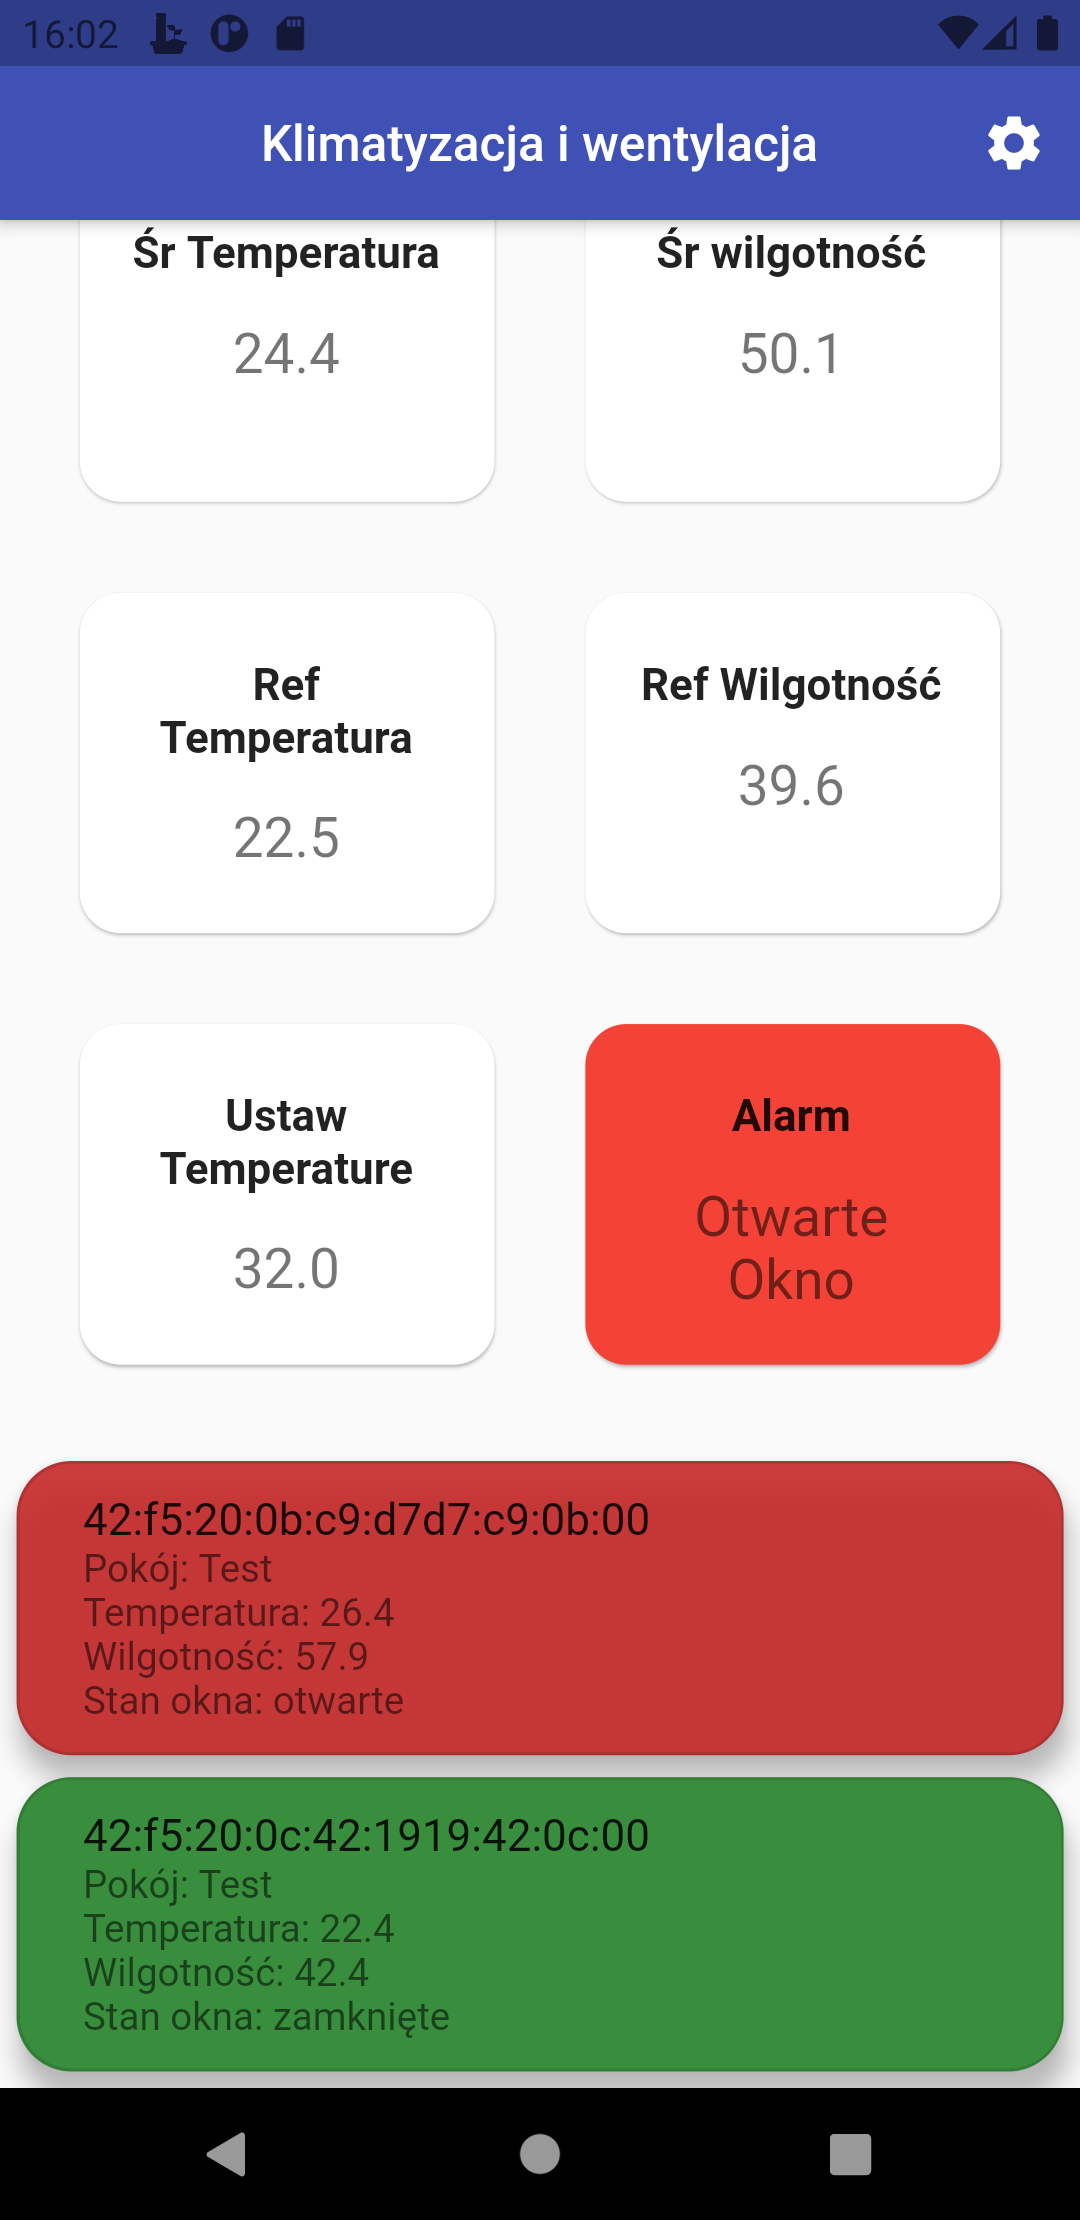 16:02
Klimatyzacja i wentylacja
Śr Temperatura
24.4
Śr wilgotność
50.1
Ref
Temperatura
22.5
Ref Wilgotność
39.6
Ustaw
Temperature
32.0
Alarm
Otwarte
Okno
42:f5:20:0b:c9:d7d7:c9:0b:00
Pokój: Test
Temperatura: 26.4
Wilgotność: 57.9
Stan okna: otwarte
42:f5:20:0c:42:1919:42:0c:00
Pokój: Test
Temperatura: 22.4
Wilgotność: 42.4
Stan okna: zamknięte